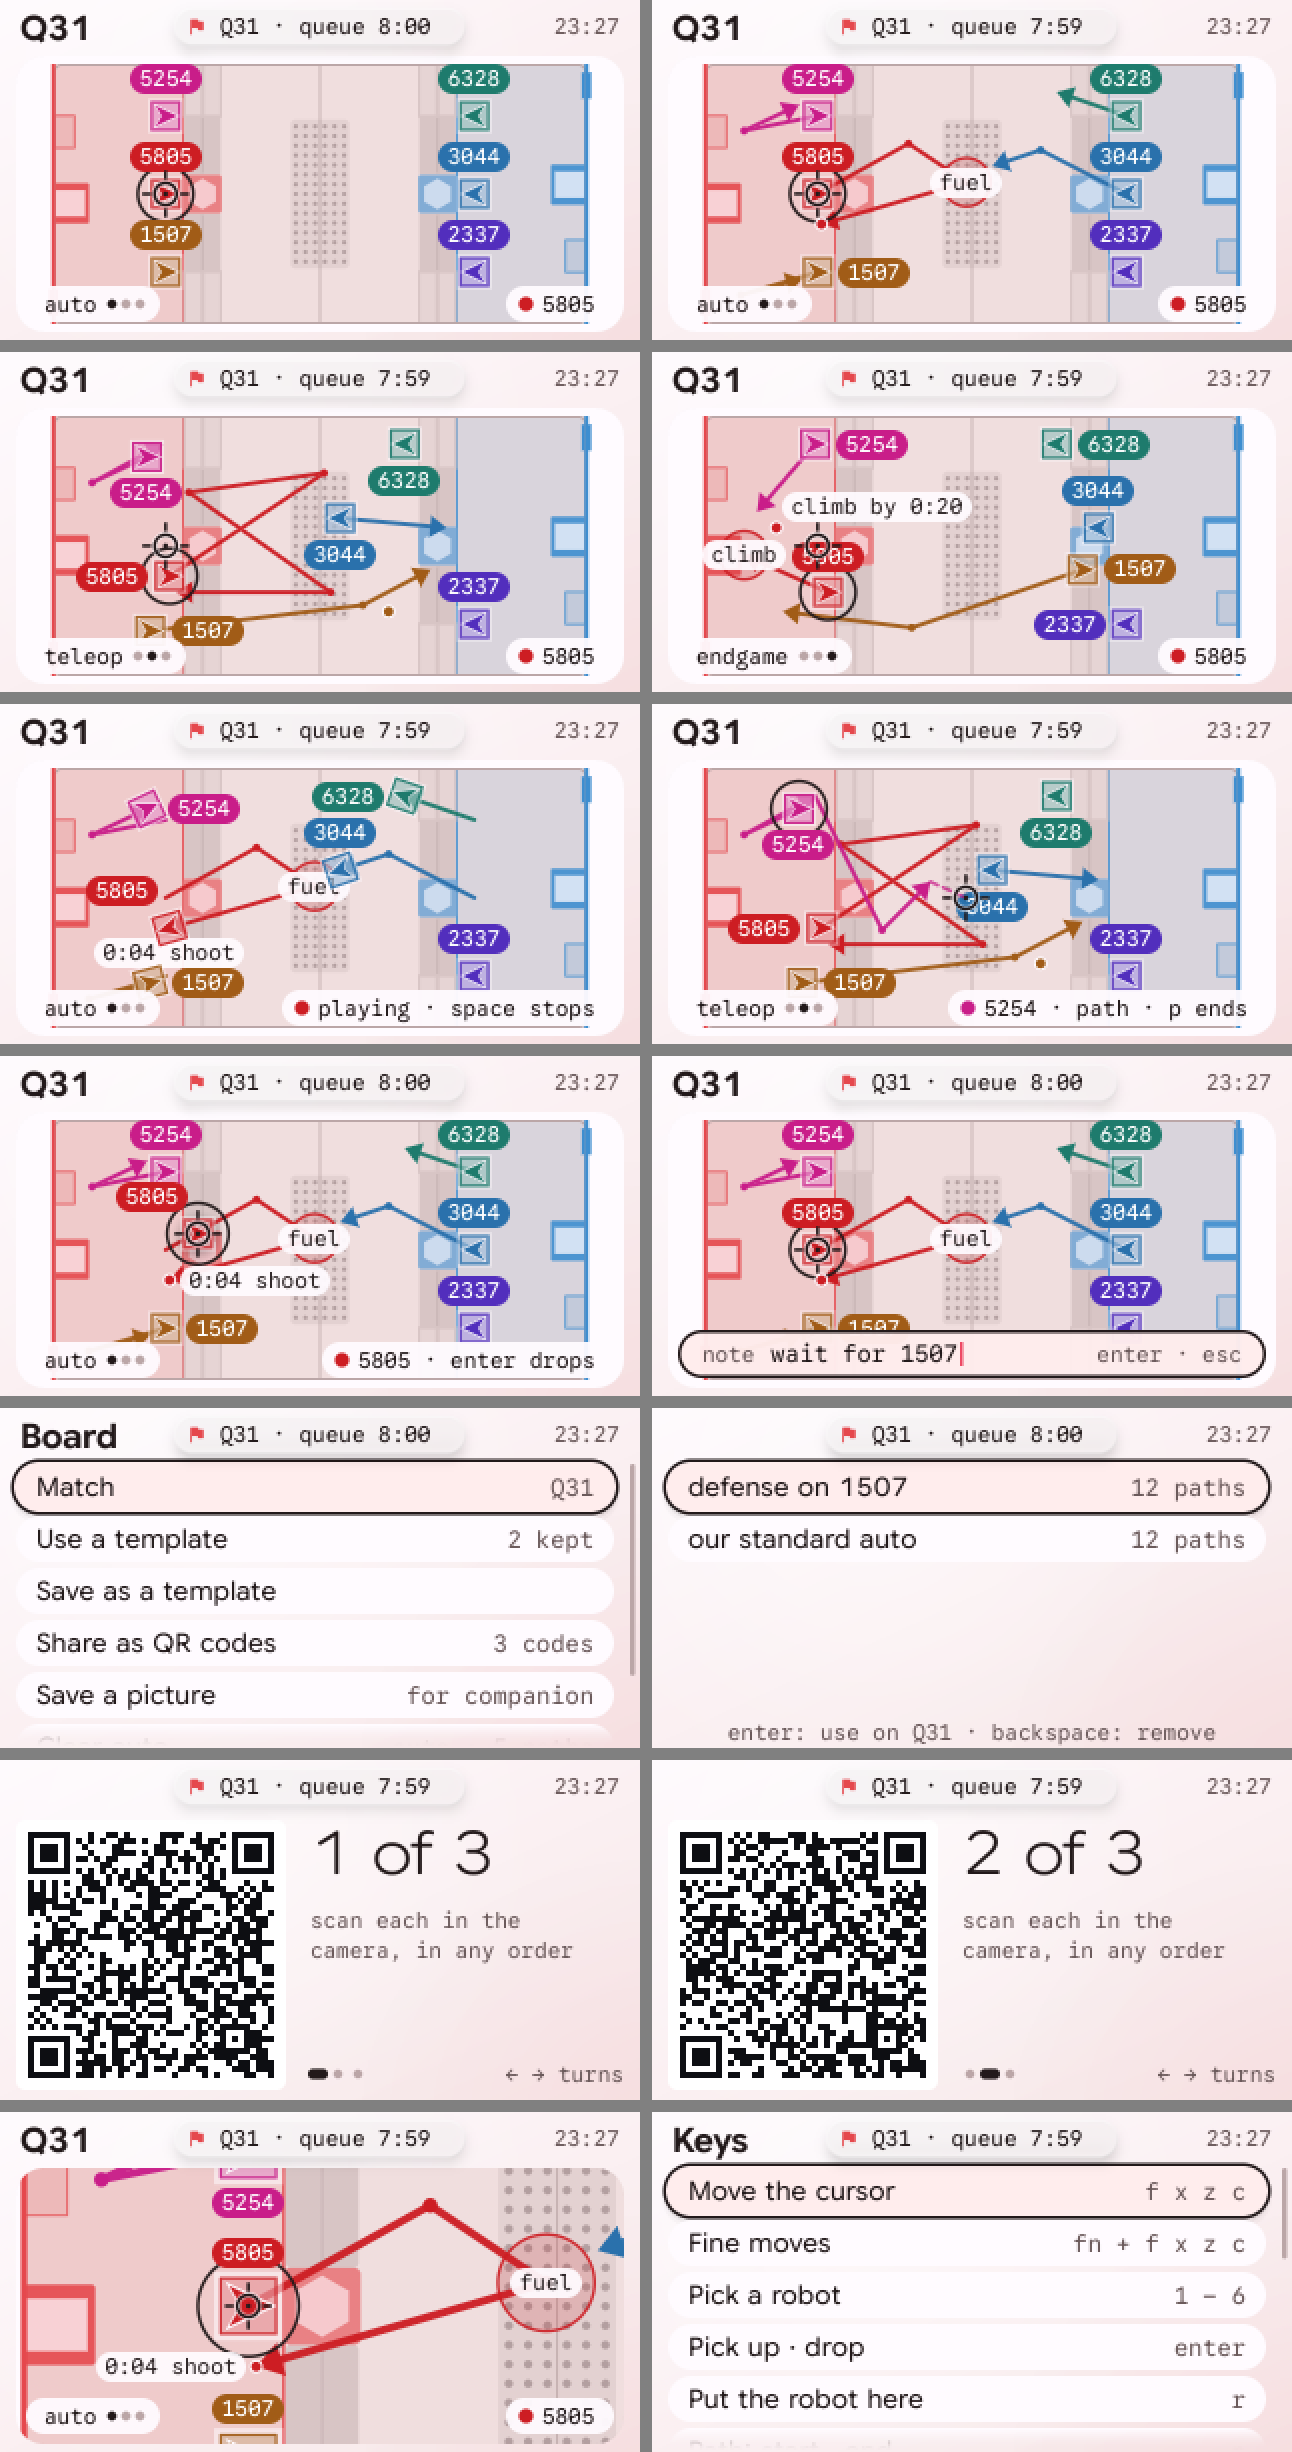 Q31 Q31 · queue 8:00 23:27
5254 6328
5805 3044
1507 2337
auto 5805
Q31 Q31 · queue 7:59 23:27
5254 6328
5805 3044
fuel
2337
1507
auto 5805
Q31 Q31 · queue 7:59 23:27
5254 6328
3044
5805 2337
1507
teleop 5805
Q31 Q31 · queue 7:59 23:27
5254 6328
3044
climb by 0:20
climb 5805
1507
2337
endgame 5805
Q31 Q31 · queue 7:59 23:27
5254 6328
3044
5805 fuel
2337
0:04 shoot
1507
auto playing · space stops
Q31 Q31 · queue 7:59 23:27
5254 6328
3044
5805 2337
1507
teleop 5254 · path · p ends
Q31 Q31 · queue 8:00 23:27
5254 6328
5805 3044
fuel
0:04 shoot 2337
1507
auto 5805 · enter drops
Q31 Q31 · queue 8:00 23:27
5254 6328
5805 3044
fuel
2337
1507
note wait for 1507 enter · esc
Board Q31 · queue 8:00 23:27
Match Q31
Use a template 2 kept
Save as a template
Share as QR codes 3 codes
Save a picture for companion
Q31 · queue 8:00 23:27
defense on 1507 12 paths
our standard auto 12 paths
enter: use on Q31 · backspace: remove
Q31 · queue 7:59 23:27
1 of 3
scan each in the
camera, in any order
← → turns
Q31 · queue 7:59 23:27
2 of 3
scan each in the
camera, in any order
← → turns
Q31 Q31 · queue 7:59 23:27
5254
5805
fuel
0:04 shoot
1507
auto 5805
Keys Q31 · queue 7:59 23:27
Move the cursor f x z c
Fine moves fn + f x z c
Pick a robot 1 – 6
Pick up · drop enter
Put the robot here r